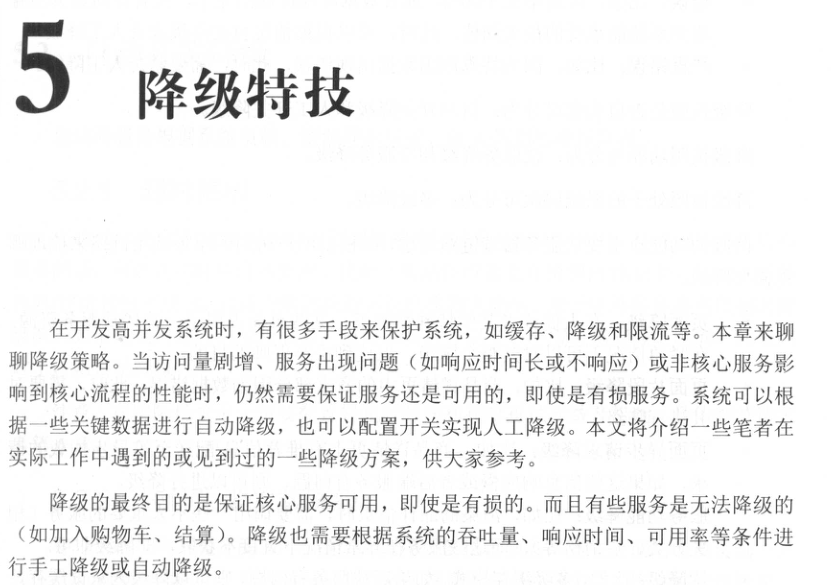 5 降级特技
在开发高并发系统时，有很多手段来保护系统，如缓存、降级和限流等。本章来聊
聊降级策略。当访问量剧增、服务出现问题（如响应时间长或不响应）或非核心服务影
响到核心流程的性能时，仍然需要保证服务还是可用的，即使是有损服务。系统可以根
据一些关键数据进行自动降级，也可以配置开关实现人工降级。本文将介绍一些笔者在
实际工作中遇到的或见到过的一些降级方案，供大家参考。
降级的最终目的是保证核心服务可用，即使是有损的。而且有些服务是无法降级的
（如加入购物车、结算）。降级也需要根据系统的吞吐量、响应时间、可用率等条件进
行手工降级或自动降级。